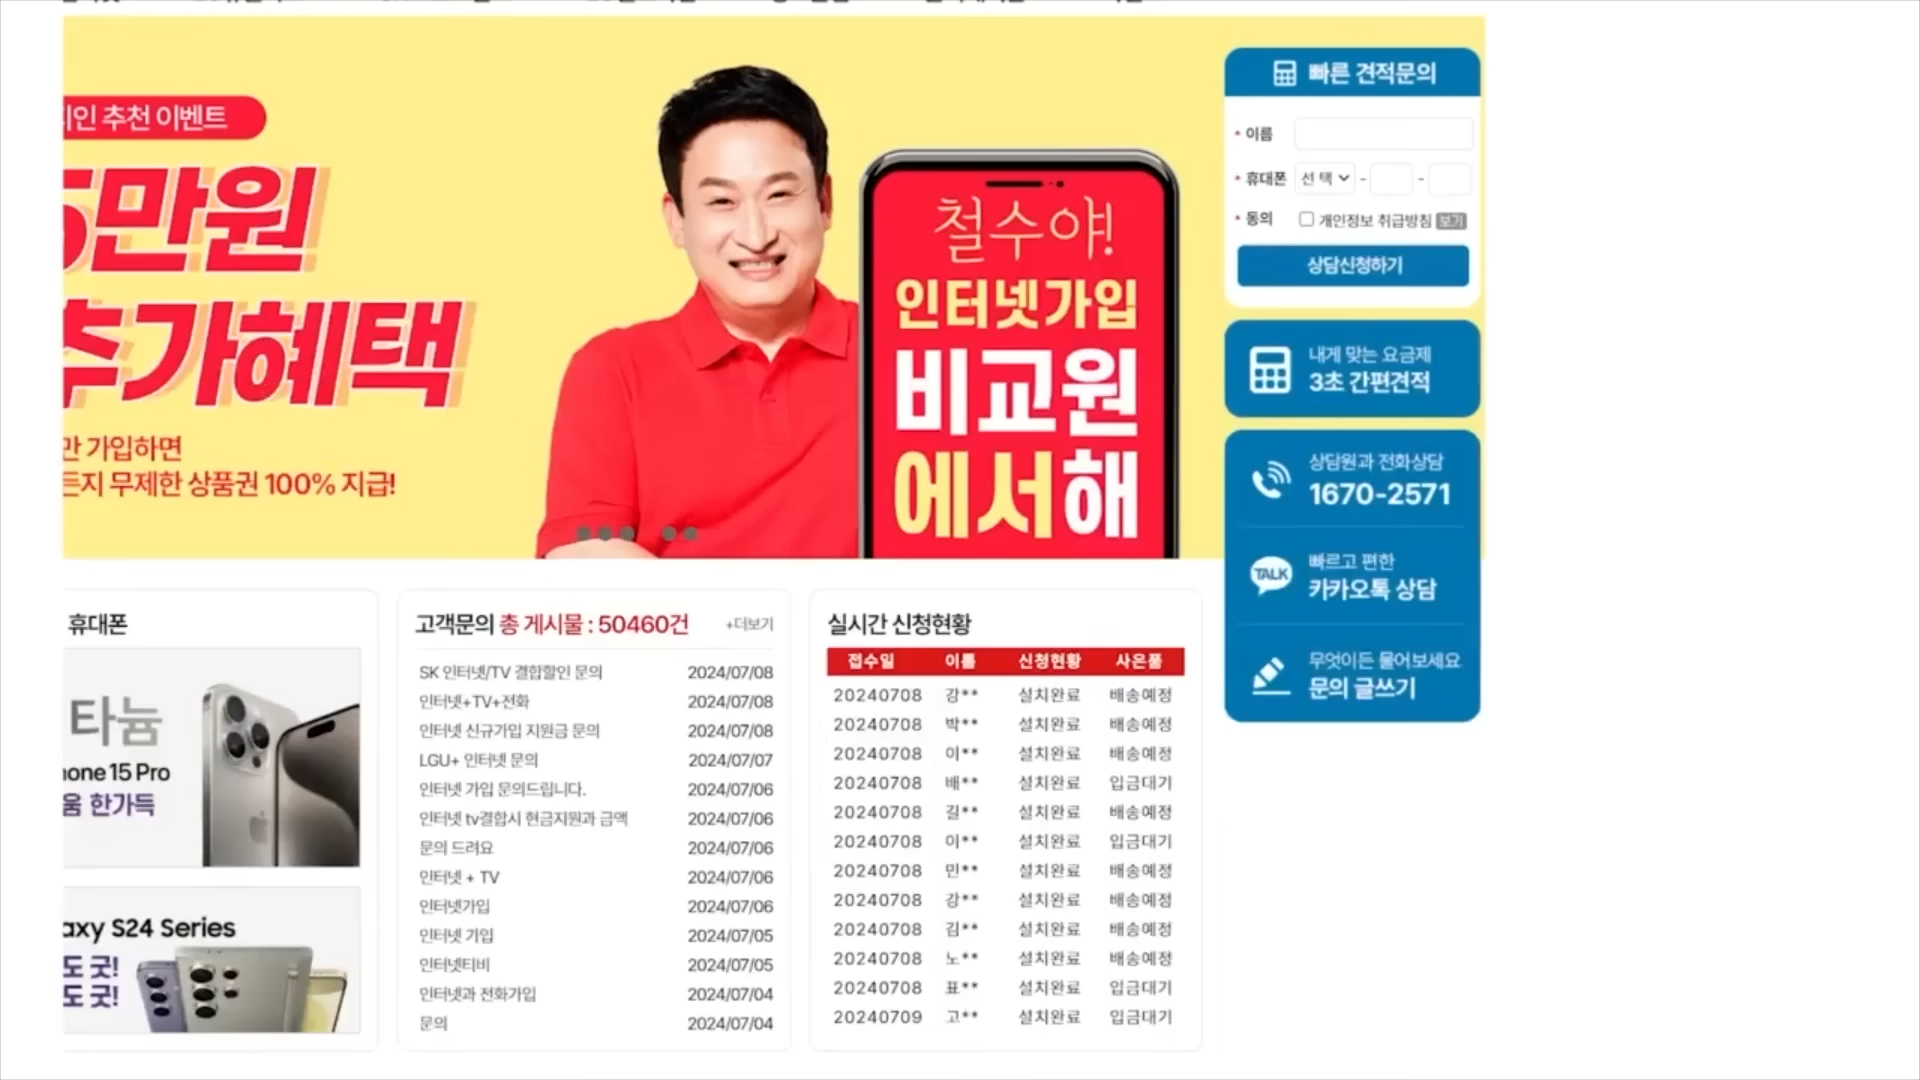 지인 추천 이벤트
5만원
추가혜택
만 가입하면
든지 무제한 상품권 100% 지급!
철수야!
인터넷가입
비교원
에서해
빠른 견적문의
* 이름
* 휴대폰 선 택 - -
* 동의 개인정보 취급방침 보기
상담신청하기
내게 맞는 요금제
3초 간편견적
상담원과 전화상담
1670-2571
TALK
빠르고 편한
카카오톡 상담
무엇이든 물어보세요
문의 글쓰기
휴대폰
타늄
hone 15 Pro
움 한가득
axy S24 Series
도 굿!
도 굿!
고객문의 총 게시물 : 50460건 +더보기
SK 인터넷/TV 결합할인 문의 2024/07/08
인터넷+TV+전화 2024/07/08
인터넷 신규가입 지원금 문의 2024/07/08
LGU+ 인터넷 문의 2024/07/07
인터넷 가입 문의드립니다. 2024/07/06
인터넷 tv결합시 현금지원과 금액 2024/07/06
문의 드려요 2024/07/06
인터넷 + TV 2024/07/06
인터넷가입 2024/07/06
인터넷 가입 2024/07/05
인터넷티비 2024/07/05
인터넷과 전화가입 2024/07/04
문의 2024/07/04
실시간 신청현황
접수일 이름 신청현황 사은품
20240708 강** 설치완료 배송예정
20240708 박** 설치완료 배송예정
20240708 이** 설치완료 배송예정
20240708 배** 설치완료 입금대기
20240708 길** 설치완료 배송예정
20240708 이** 설치완료 입금대기
20240708 민** 설치완료 배송예정
20240708 강** 설치완료 배송예정
20240708 김** 설치완료 배송예정
20240708 노** 설치완료 배송예정
20240708 표** 설치완료 입금대기
20240709 고** 설치완료 입금대기